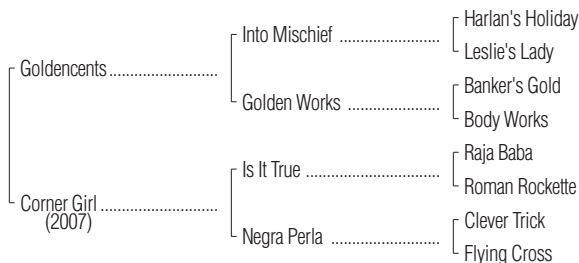 Harlan's Holiday
Into Mischief
Leslie's Lady
Goldencents
Banker's Gold
Golden Works
Body Works
Raja Baba
Is It True
Roman Rockette
Corner Girl
(2007)
Clever Trick
Negra Perla
Flying Cross